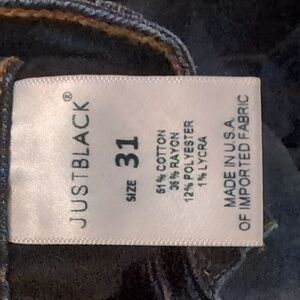 JUSTBLACK®
SIZE 31
51% COTTON
36% RAYON
12% POLYESTER
1% LYCRA
MADE IN U.S.A.
OF IMPORTED FABRIC